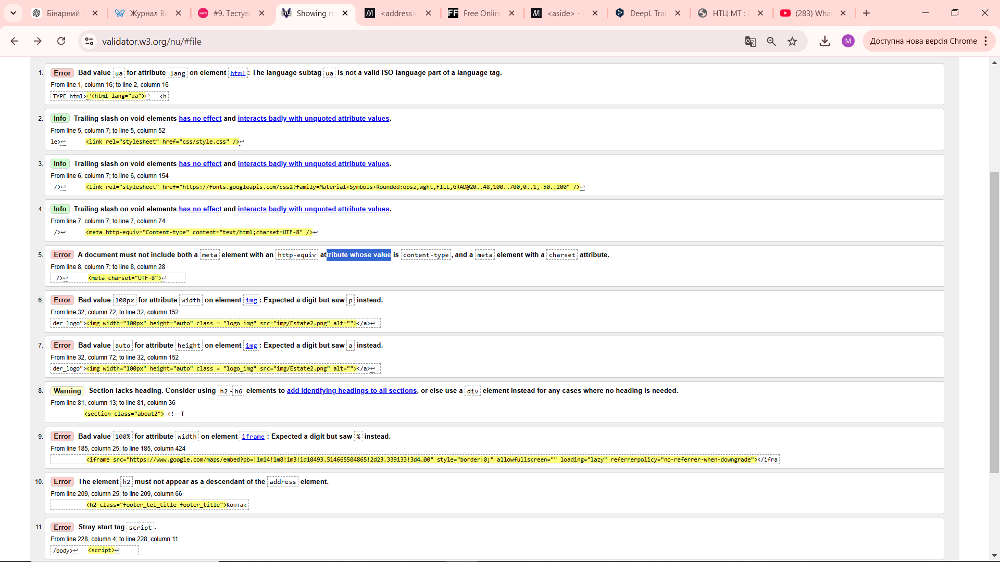 Бінарний
Журнал Ві
#9. Тестува
Showing re
<address>
Free Online
<aside> -
DeepL Tran
НТЦ МТ :
(283) Wha
validator.w3.org/nu/#file
M
Доступна нова версія Chrome
1. Error Bad value ua for attribute lang on element html: The language subtag ua is not a valid ISO language part of a language tag.
From line 1, column 16; to line 2, column 16
TYPE html>↩<html lang="ua">↩ <h
2. Info Trailing slash on void elements has no effect and interacts badly with unquoted attribute values.
From line 5, column 7; to line 5, column 52
le>↩ <link rel="stylesheet" href="css/style.css" />↩
3. Info Trailing slash on void elements has no effect and interacts badly with unquoted attribute values.
From line 6, column 7; to line 6, column 154
/>↩ <link rel="stylesheet" href="https://fonts.googleapis.com/css2?family=Material+Symbols+Rounded:opsz,wght,FILL,GRAD@20..48,100..700,0..1,-50..200" />↩
4. Info Trailing slash on void elements has no effect and interacts badly with unquoted attribute values.
From line 7, column 7; to line 7, column 74
/>↩ <meta http-equiv="Content-type" content="text/html;charset=UTF-8" />↩
5. Error A document must not include both a meta element with an http-equiv attribute whose value is content-type, and a meta element with a charset attribute.
From line 8, column 7; to line 8, column 28
/>↩ <meta charset="UTF-8">↩
6. Error Bad value 100px for attribute width on element img: Expected a digit but saw p instead.
From line 32, column 72; to line 32, column 152
der_logo"><img width="100px" height="auto" class = "logo_img" src="img/Estate2.png" alt=""></a>↩
7. Error Bad value auto for attribute height on element img: Expected a digit but saw a instead.
From line 32, column 72; to line 32, column 152
der_logo"><img width="100px" height="auto" class = "logo_img" src="img/Estate2.png" alt=""></a>↩
8. Warning Section lacks heading. Consider using h2-h6 elements to add identifying headings to all sections, or else use a div element instead for any cases where no heading is needed.
From line 81, column 13; to line 81, column 36
<section class="about2"> <!--T
9. Error Bad value 100% for attribute width on element iframe: Expected a digit but saw % instead.
From line 185, column 25; to line 185, column 424
<iframe src="https://www.google.com/maps/embed?pb=!1m14!1m8!1m3!1d10493.514665504865!2d23.339133!3d4…00" style="border:0;" allowfullscreen="" loading="lazy" referrerpolicy="no-referrer-when-downgrade"></ifra
10. Error The element h2 must not appear as a descendant of the address element.
From line 209, column 25; to line 209, column 66
<h2 class="footer_tel_title footer_title">Контак
11. Error Stray start tag script.
From line 228, column 4; to line 228, column 11
/body>↩ <script>↩